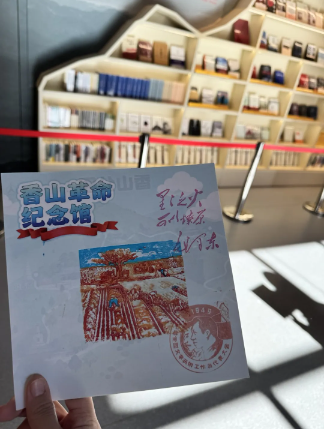 香山革命
纪念馆
星星之火
可以燎原
毛泽东